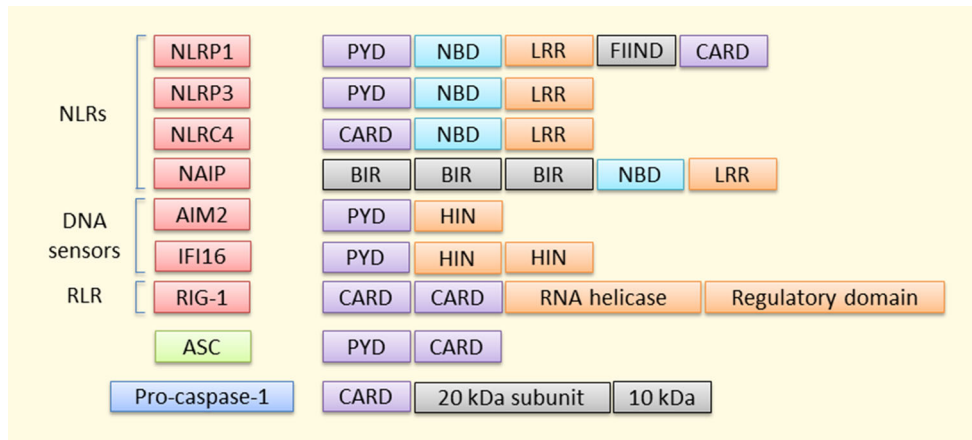 NLRP1 PYD NBD LRR FIIND CARD
NLRP3 PYD NBD LRR
NLRs
NLRC4 CARD NBD LRR
NAIP BIR BIR BIR NBD LRR
AIM2 PYD HIN
DNA
sensors
IFI16 PYD HIN HIN
RLR RIG-1 CARD CARD RNA helicase Regulatory domain
ASC PYD CARD
Pro-caspase-1 CARD 20 kDa subunit 10 kDa